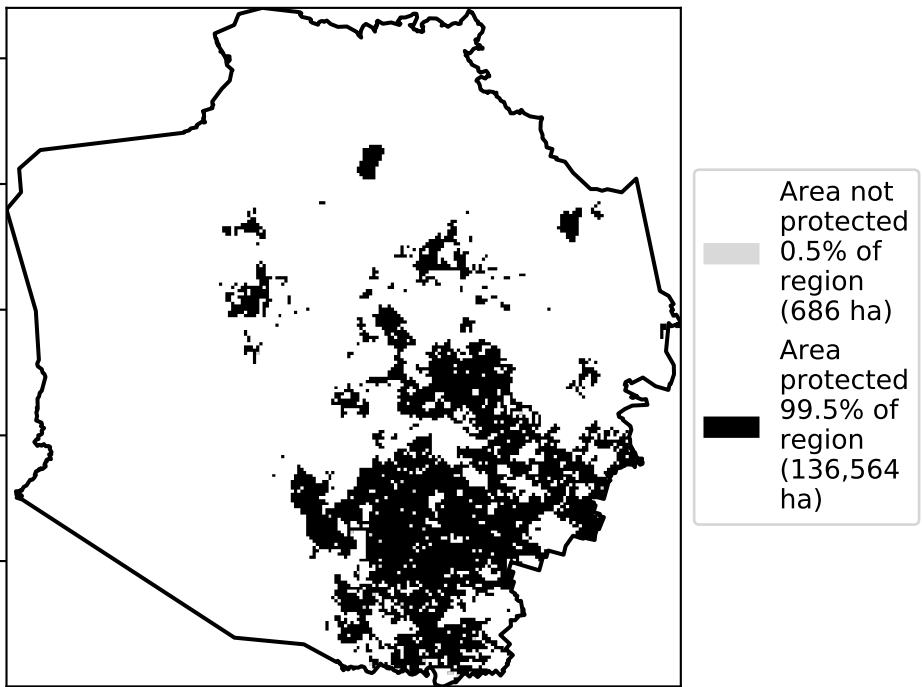 Area not
protected
0.5% of
region
(686 ha)
Area
protected
99.5% of
region
(136,564
ha)